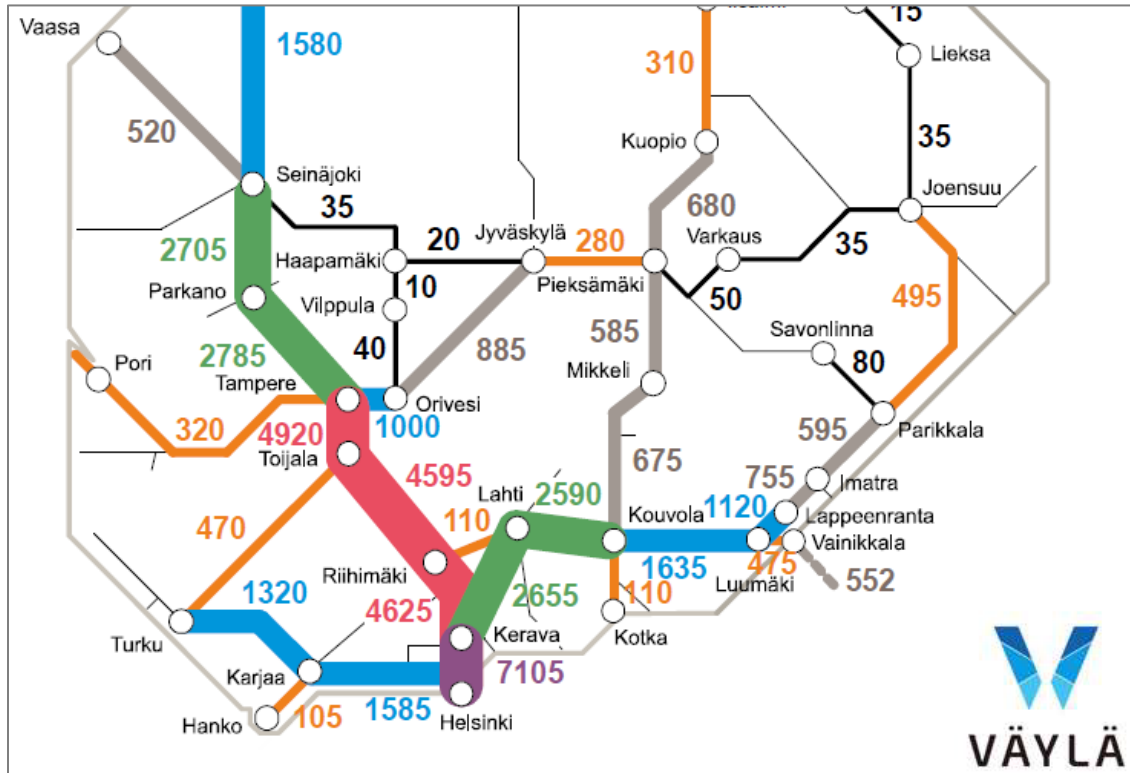 Vaasa
1580
310
15
Lieksa
520
Kuopio
35
Seinäjoki
35
680
Joensuu
2705
Haapamäki
20
Jyväskylä
280
Varkaus
35
Parkano
10
Vilppula
Pieksämäki
50
495
2785
40
885
585
Savonlinna
80
Pori
Tampere
Mikkeli
320
1000
Orivesi
4920
Toijala
4595
595
Parikkala
675
755
Imatra
470
Lahti
2590
110
Kouvola
1120
Lappeenranta
Vainikkala
Riihimäki
1635
475
Luumäki
552
1320
4625
2655
110
Kotka
Turku
Kerava
Karjaa
7105
1585
Hanko
105
Helsinki
VÄYLÄ